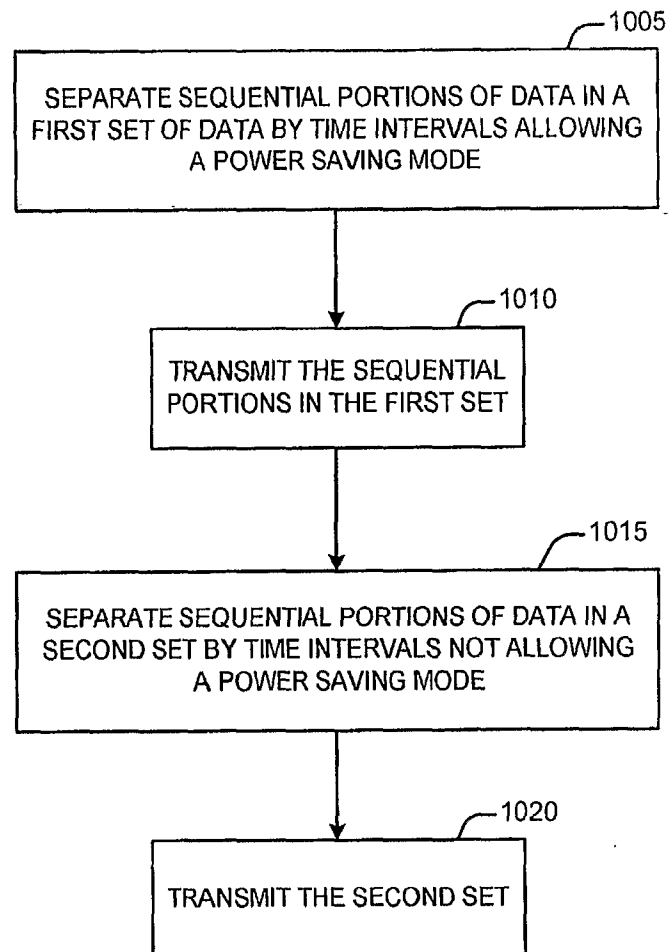 1005
SEPARATE SEQUENTIAL PORTIONS OF DATA IN A
FIRST SET OF DATA BY TIME INTERVALS ALLOWING
A POWER SAVING MODE
1010
TRANSMIT THE SEQUENTIAL
PORTIONS IN THE FIRST SET
1015
SEPARATE SEQUENTIAL PORTIONS OF DATA IN A
SECOND SET BY TIME INTERVALS NOT ALLOWING
A POWER SAVING MODE
1020
TRANSMIT THE SECOND SET